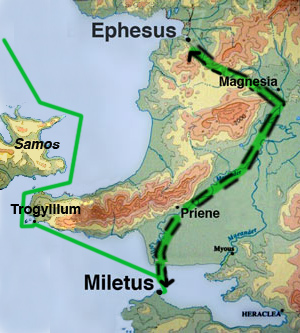 Ephesus
Magnesia
Samos
Trogyllium
Priene
Miletus
Myous
HERACLEA